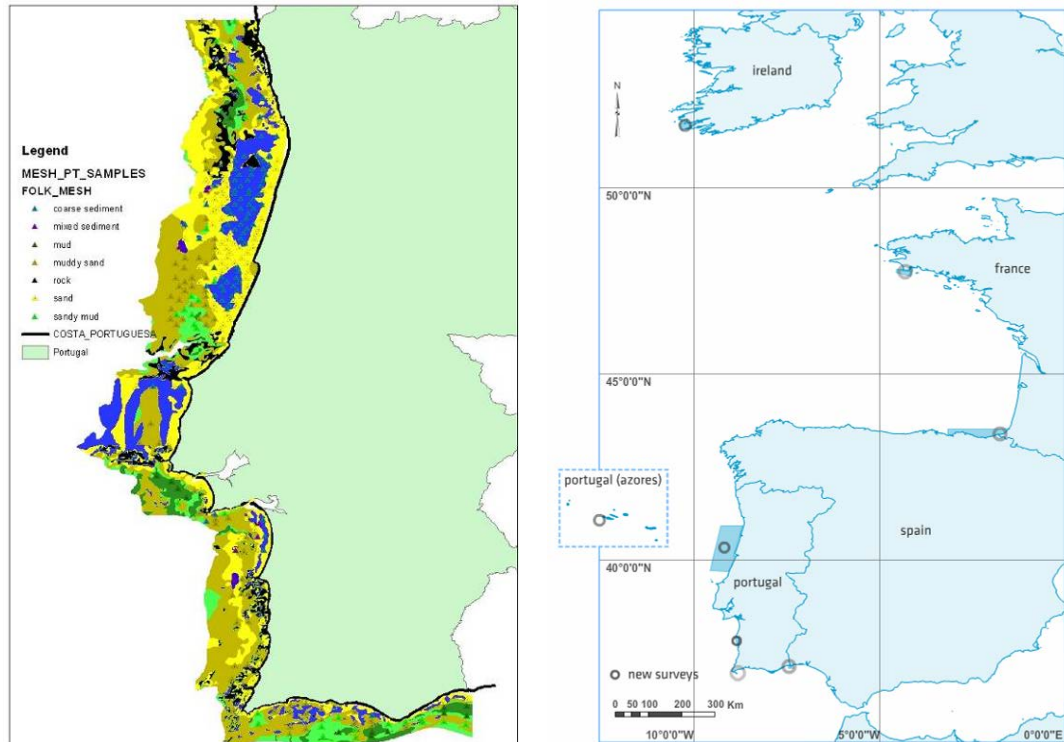 Legend
MESH_PT_SAMPLES
FOLK_MESH
coarse sediment
mixed sediment
mud
muddy sand
rock
sand
sandy mud
COSTA_PORTUGUESA
Portugal
ireland
N
50°0'0"N
france
45°0'0"N
portugal (azores)
spain
40°0'0"N
portugal
new surveys
0 50 100 200 300 Km
10°0'0"W 5°0'0"W 0°0'0"E